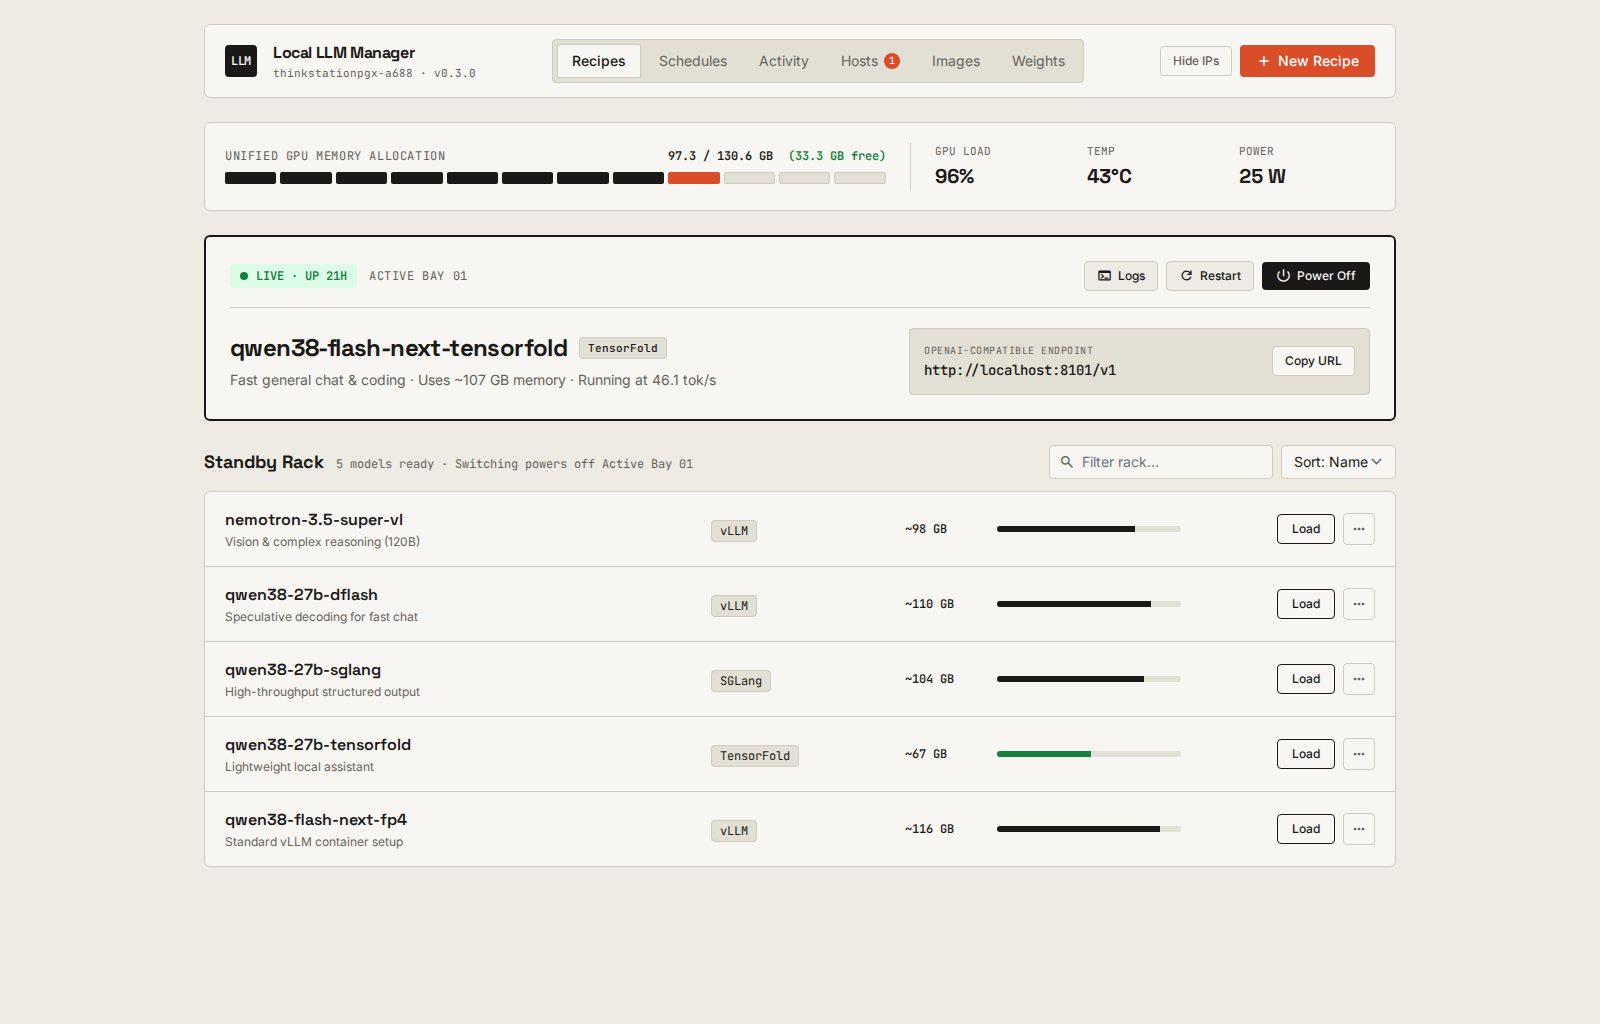 LLM
Local LLM Manager
thinkstationpgx-a688 · v0.3.0
Recipes
Schedules
Activity
Hosts 1
Images
Weights
Hide IPs
+ New Recipe
UNIFIED GPU MEMORY ALLOCATION
97.3 / 130.6 GB (33.3 GB free)
GPU LOAD
96%
TEMP
43°C
POWER
25 W
LIVE · UP 21H
ACTIVE BAY 01
Logs
Restart
Power Off
qwen38-flash-next-tensorfold
TensorFold
Fast general chat & coding · Uses ~107 GB memory · Running at 46.1 tok/s
OPENAI-COMPATIBLE ENDPOINT
http://localhost:8101/v1
Copy URL
Standby Rack
5 models ready · Switching powers off Active Bay 01
Filter rack...
Sort: Name
nemotron-3.5-super-vl
Vision & complex reasoning (120B)
vLLM
~98 GB
Load
qwen38-27b-dflash
Speculative decoding for fast chat
vLLM
~110 GB
Load
qwen38-27b-sglang
High-throughput structured output
SGLang
~104 GB
Load
qwen38-27b-tensorfold
Lightweight local assistant
TensorFold
~67 GB
Load
qwen38-flash-next-fp4
Standard vLLM container setup
vLLM
~116 GB
Load